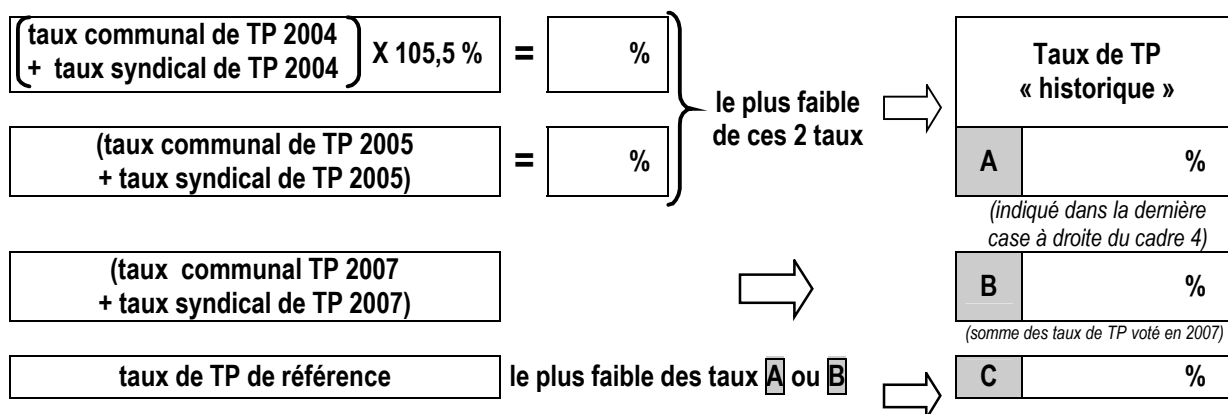 taux communal de TP 2004
+ taux syndical de TP 2004
X 105,5 %
=
%
(taux communal de TP 2005
+ taux syndical de TP 2005)
=
%
le plus faible
de ces 2 taux
Taux de TP
« historique »
A
%
(indiqué dans la dernière
case à droite du cadre 4)
(taux communal TP 2007
+ taux syndical de TP 2007)
B
%
(somme des taux de TP voté en 2007)
taux de TP de référence
le plus faible des taux A ou B
C
%